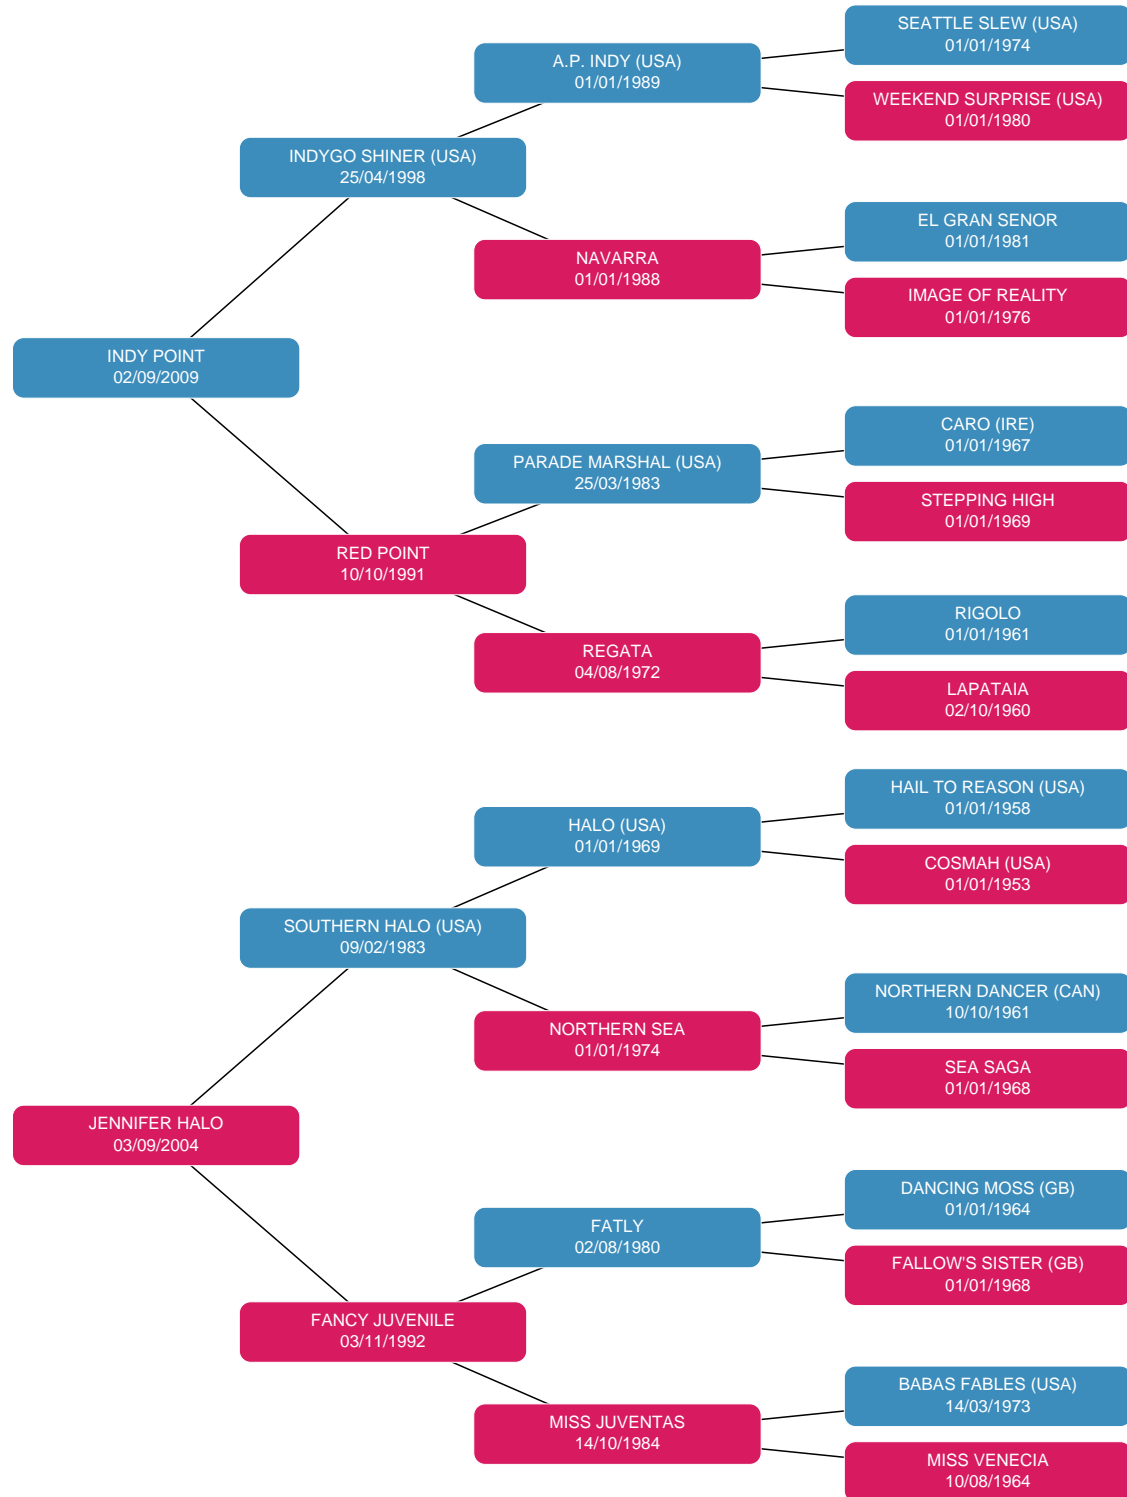 SEATTLE SLEW (USA)
01/01/1974
A.P. INDY (USA)
01/01/1989
WEEKEND SURPRISE (USA)
01/01/1980
INDYGO SHINER (USA)
25/04/1998
EL GRAN SENOR
01/01/1981
NAVARRA
01/01/1988
IMAGE OF REALITY
01/01/1976
INDY POINT
02/09/2009
CARO (IRE)
01/01/1967
PARADE MARSHAL (USA)
25/03/1983
STEPPING HIGH
01/01/1969
RED POINT
10/10/1991
RIGOLO
01/01/1961
REGATA
04/08/1972
LAPATAIA
02/10/1960
HAIL TO REASON (USA)
01/01/1958
HALO (USA)
01/01/1969
COSMAH (USA)
01/01/1953
SOUTHERN HALO (USA)
09/02/1983
NORTHERN DANCER (CAN)
10/10/1961
NORTHERN SEA
01/01/1974
SEA SAGA
01/01/1968
JENNIFER HALO
03/09/2004
DANCING MOSS (GB)
01/01/1964
FATLY
02/08/1980
FALLOW'S SISTER (GB)
01/01/1968
FANCY JUVENILE
03/11/1992
BABAS FABLES (USA)
14/03/1973
MISS JUVENTAS
14/10/1984
MISS VENECIA
10/08/1964